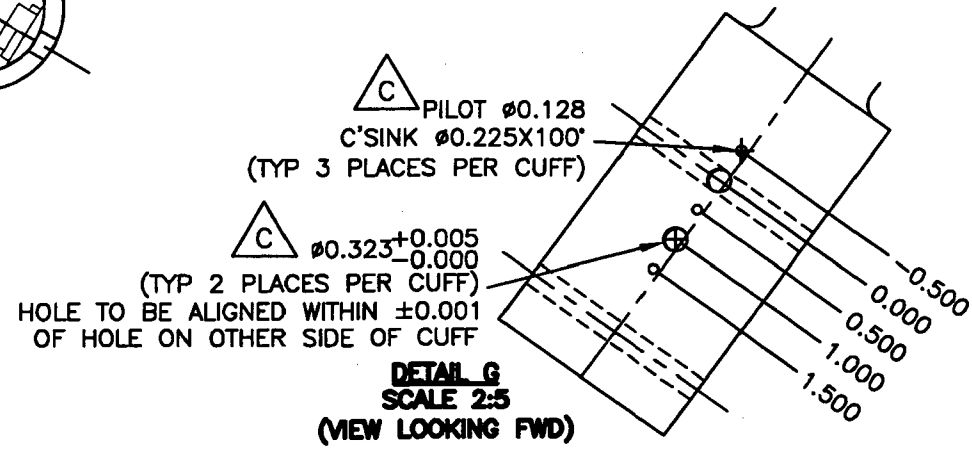 C
PILOT ø0.128
C'SINK ø0.225X100°
(TYP 3 PLACES PER CUFF)
C
ø0.323+0.005
-0.000
(TYP 2 PLACES PER CUFF)
HOLE TO BE ALIGNED WITHIN ±0.001
OF HOLE ON OTHER SIDE OF CUFF
DETAIL G
SCALE 2:5
(VIEW LOOKING FWD)
-0.500
0.000
0.500
1.000
1.500